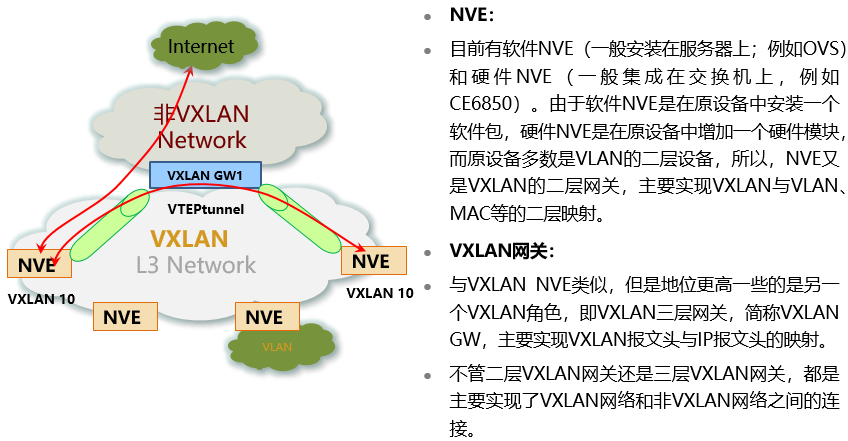 Internet
非VXLAN
Network
VXLAN GW1
VTEPtunnel
VXLAN
L3 Network
NVE
VXLAN 10
NVE
VXLAN 10
NVE
NVE
VLAN
NVE：
目前有软件NVE（一般安装在服务器上；例如OVS）
和硬件NVE（一般集成在交换机上，例如
CE6850）。由于软件NVE是在原设备中安装一个
软件包，硬件NVE是在原设备中增加一个硬件模块，
而原设备多数是VLAN的二层设备，所以，NVE又
是VXLAN的二层网关，主要实现VXLAN与VLAN、
MAC等的二层映射。
VXLAN网关：
与VXLAN NVE类似，但是地位更高一些的是另一
个VXLAN角色，即VXLAN三层网关，简称VXLAN
GW，主要实现VXLAN报文头与IP报文头的映射。
不管二层VXLAN网关还是三层VXLAN网关，都是
主要实现了VXLAN网络和非VXLAN网络之间的连
接。